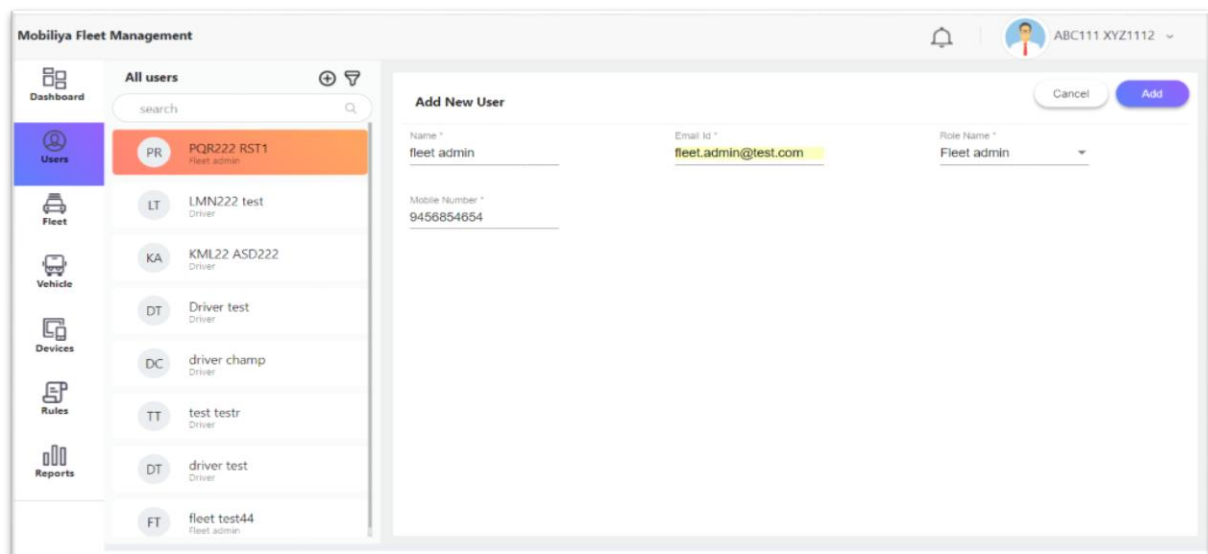 Mobiliya Fleet Management
ABC111 XYZ1112
Dashboard
Users
Fleet
Vehicle
Devices
Rules
Reports
All users
search
PR
PQR222 RST1
Fleet admin
LT
LMN222 test
Driver
KA
KML22 ASD222
Driver
DT
Driver test
Driver
DC
driver champ
Driver
TT
test testr
Driver
DT
driver test
Driver
FT
fleet test44
Fleet admin
Add New User
Cancel
Add
Name *
fleet admin
Email Id *
fleet.admin@test.com
Role Name *
Fleet admin
Mobile Number *
9456854654